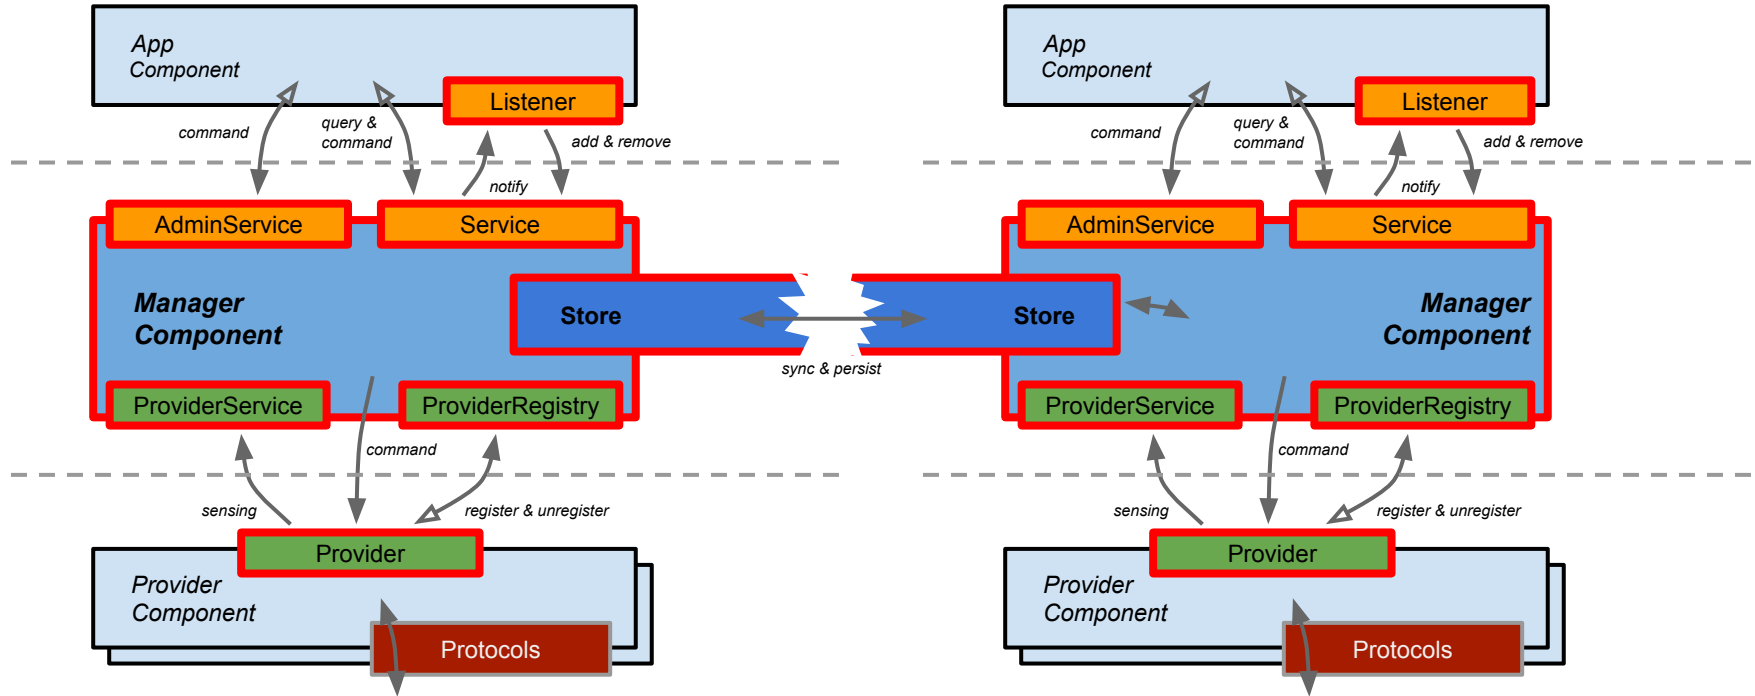 App
Component
Listener
command
query &
command
add & remove
notify
AdminService
Service
Manager
Component
Store
ProviderService
ProviderRegistry
command
sensing
register & unregister
Provider
Provider
Component
Protocols
sync & persist
App
Component
Listener
command
query &
command
add & remove
notify
AdminService
Service
Store
Manager
Component
ProviderService
ProviderRegistry
command
sensing
register & unregister
Provider
Provider
Component
Protocols